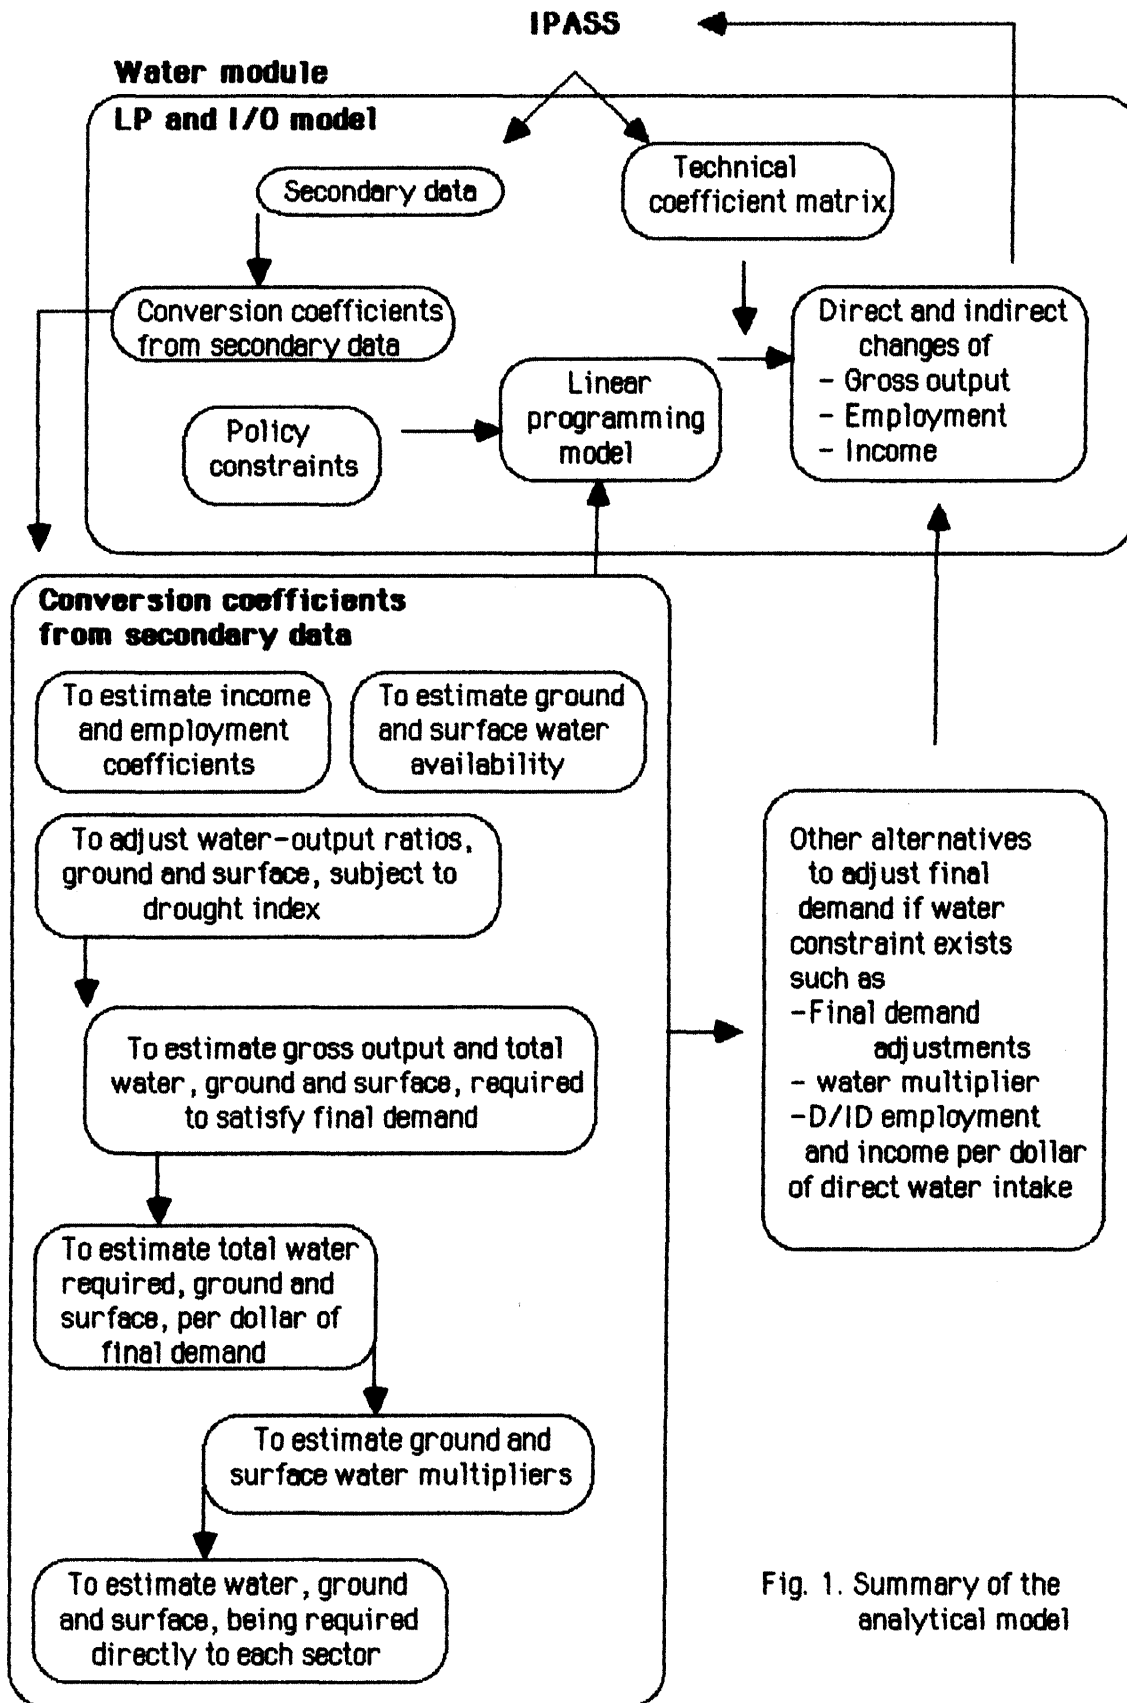 IPASS
Water module
LP and I/O model
Secondary data
Technical
coefficient matrix
Conversion coefficients
from secondary data
Direct and indirect
changes of
- Gross output
- Employment
- Income
Linear
programming
model
Policy
constraints
Conversion coefficients
from secondary data
To estimate income
and employment
coefficients
To estimate ground
and surface water
availability
To adjust water-output ratios,
ground and surface, subject to
drought index
To estimate gross output and total
water, ground and surface, required
to satisfy final demand
To estimate total water
required, ground and
surface, per dollar of
final demand
To estimate ground and
surface water multipliers
To estimate water, ground
and surface, being required
directly to each sector
Other alternatives
to adjust final
demand if water
constraint exists
such as
-Final demand
adjustments
- water multiplier
-D/ID employment
and income per dollar
of direct water intake
Fig. 1. Summary of the
analytical model